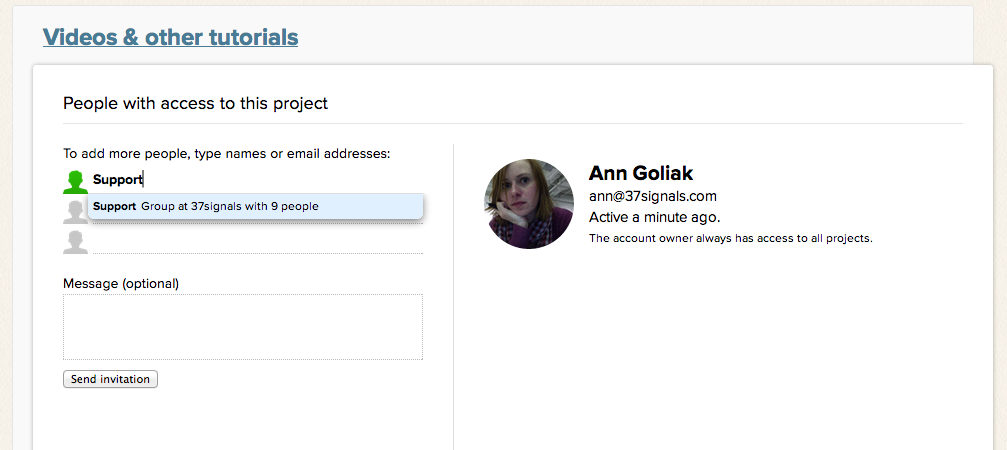 Videos & other tutorials
People with access to this project
To add more people, type names or email addresses:
Support
Support Group at 37signals with 9 people
Message (optional)
Send invitation
Ann Goliak
ann@37signals.com
Active a minute ago.
The account owner always has access to all projects.